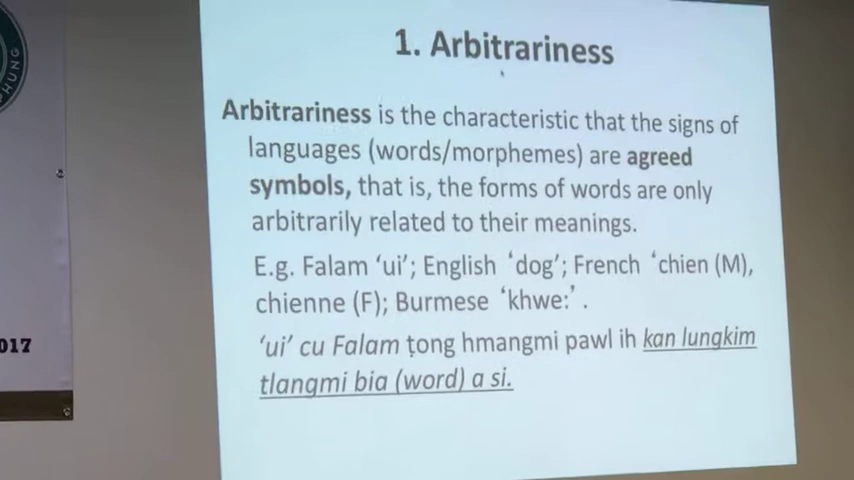 PHUNG
017
1. Arbitrariness
Arbitrariness is the characteristic that the signs of
languages (words/morphemes) are agreed
symbols, that is, the forms of words are only
arbitrarily related to their meanings.
E.g. Falam ‘ui’; English ‘dog’; French ‘chien (M),
chienne (F); Burmese ‘khwe:’ .
‘ui’ cu Falam ṭong hmangmi pawl ih kan lungkim
tlangmi bia (word) a si.